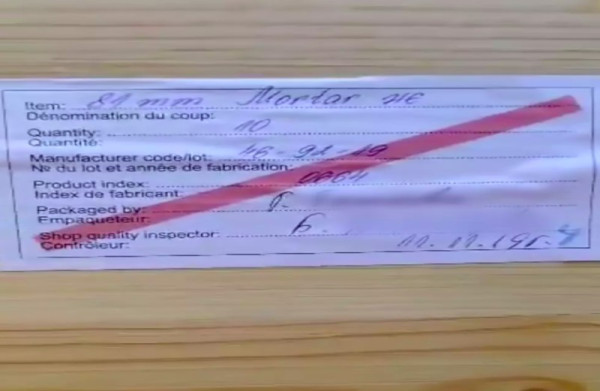 Item: 81 mm Mortar HE
Dénomination du coup:
Quantity: 10
Quantité:
Manufacturer code/lot:
№ du lot et année de fabrication:
Product index:
Index de fabricant:
Packaged by:
Empaqueteur:
Shop quality inspector:
Contrôleur: